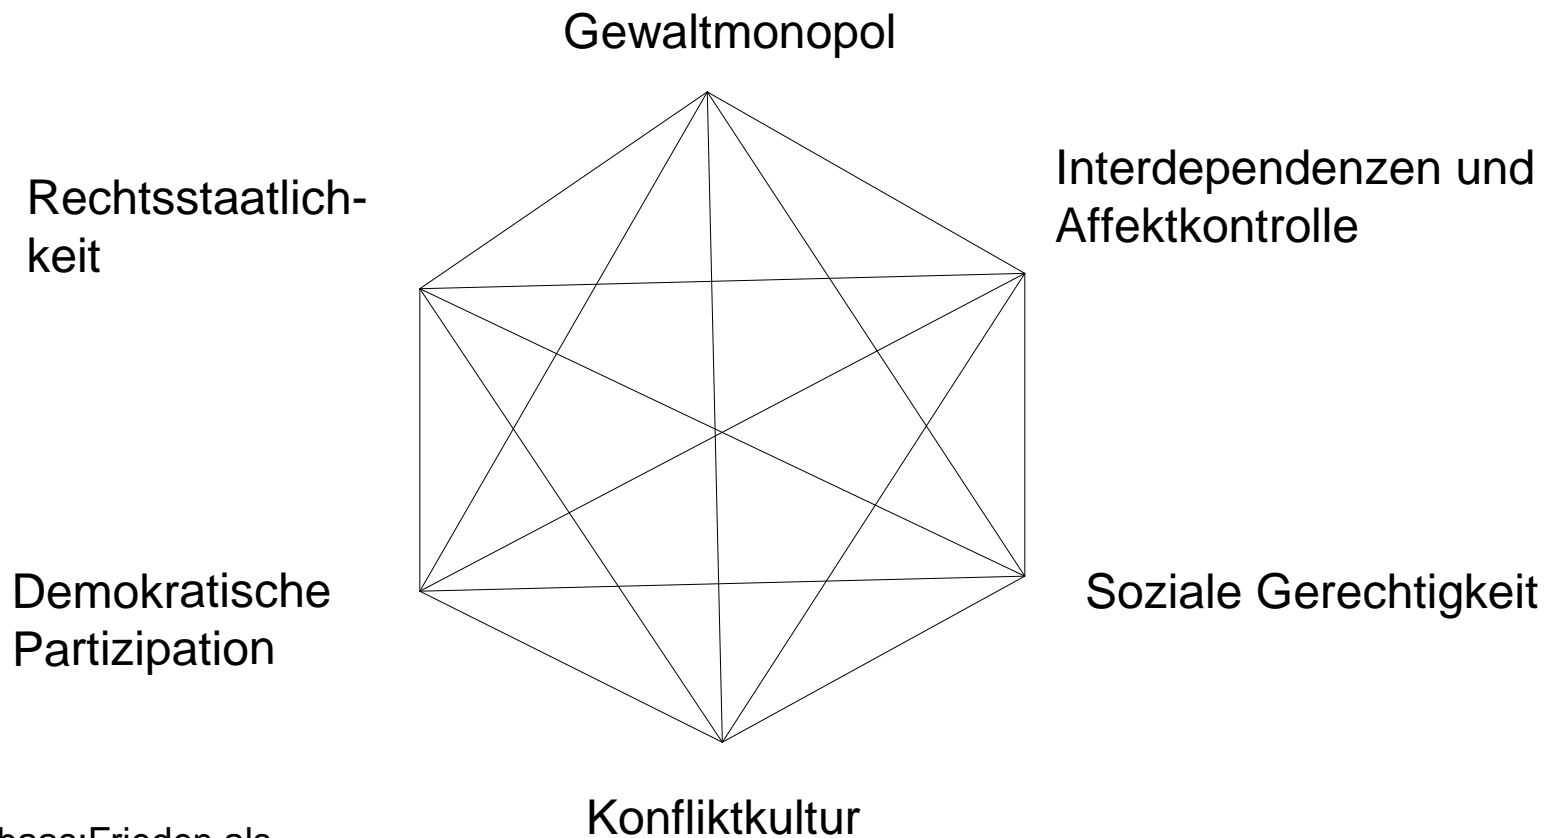 Gewaltmonopol
Interdependenzen und
Affektkontrolle
Rechtsstaatlich-
keit
Demokratische
Partizipation
Soziale Gerechtigkeit
Konfliktkultur